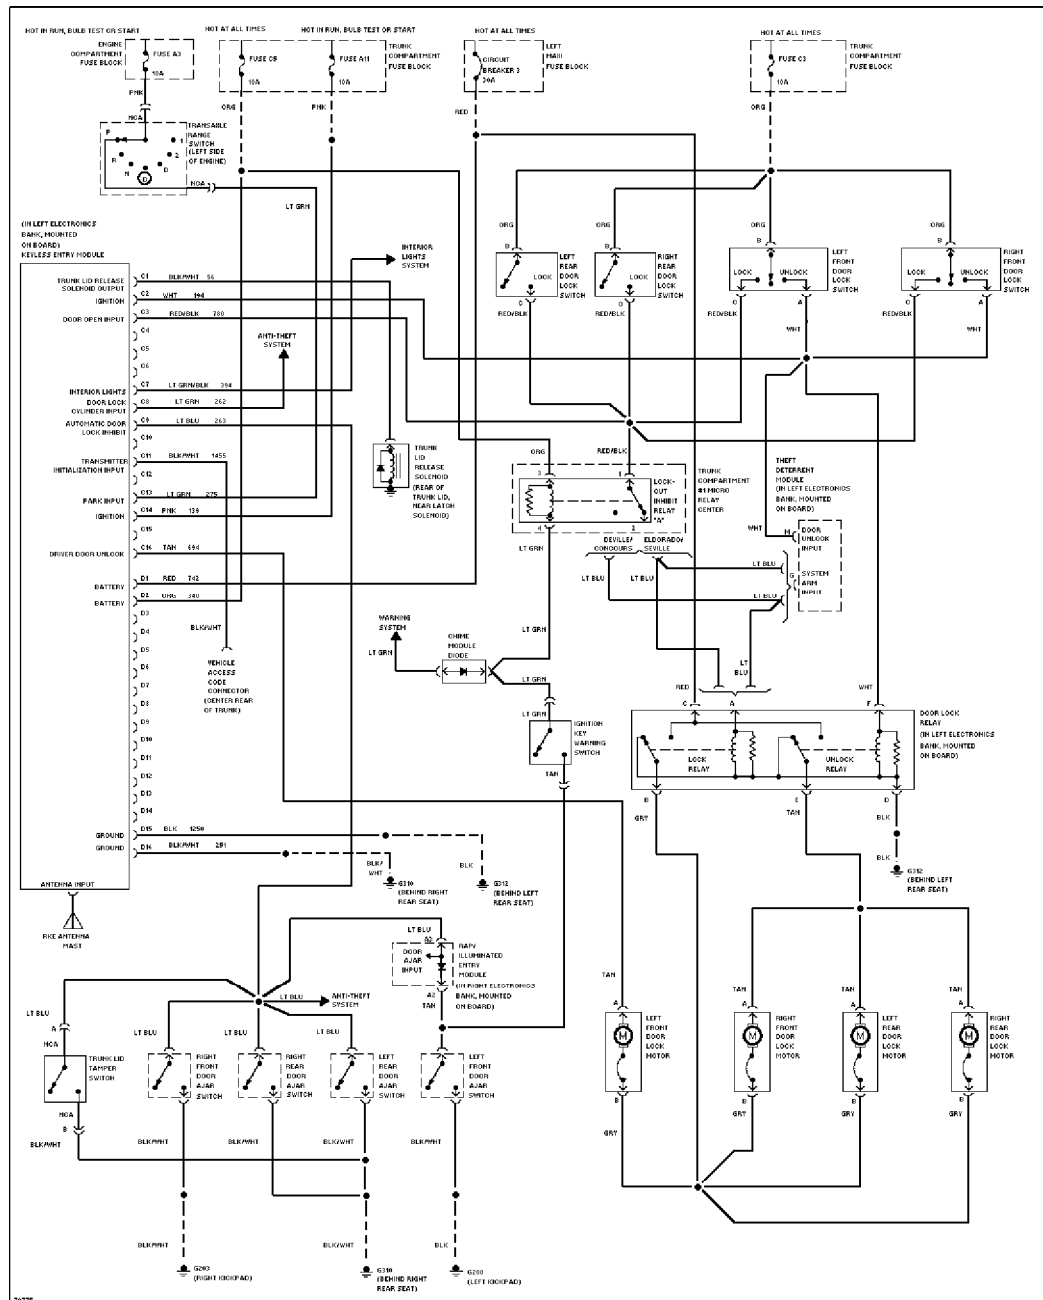 HOT IN RUN, BULB TEST OR START
HOT AT ALL TIMES
HOT IN RUN, BULB TEST OR START
HOT AT ALL TIMES
HOT AT ALL TIMES
ENGINE
COMPARTMENT
FUSE BLOCK
FUSE A3
10A
FUSE C5
10A
FUSE A11
10A
TRUNK
COMPARTMENT
FUSE BLOCK
CIRCUIT
BREAKER 3
30A
LEFT
MAXI
FUSE BLOCK
FUSE C3
10A
TRUNK
COMPARTMENT
FUSE BLOCK
PNK
NCA
ORG
PNK
RED
ORG
TRANSAXLE
RANGE
SWITCH
(LEFT SIDE
OF ENGINE)
P
R
N
D
D
2
1
NCA
LT GRN
(IN LEFT ELECTRONICS
BANK, MOUNTED
ON BOARD)
KEYLESS ENTRY MODULE
TRUNK LID RELEASE
SOLENOID OUTPUT
C1 BLK/WHT 56
IGNITION C2 WHT 194
DOOR OPEN INPUT C3 RED/BLK 780
C4
C5
C6
INTERIOR LIGHTS C7 LT GRN/BLK 394
DOOR LOCK
CYLINDER INPUT
C8 LT GRN 262
AUTOMATIC DOOR
LOCK INHIBIT
C9 LT BLU 263
C10
TRANSMITTER
INITIALIZATION INPUT
C11 BLK/WHT 1455
C12
PARK INPUT C13 LT GRN 275
IGNITION C14 PNK 139
C15
DRIVER DOOR UNLOCK C16 TAN 694
BATTERY D1 RED 742
BATTERY D2 ORG 340
D3
D4
D5
D6
D7
D8
D9
D10
D11
D12
D13
D14
GROUND D15 BLK 1250
GROUND D16 BLK/WHT 251
ANTENNA INPUT
RKE ANTENNA
MAST
INTERIOR
LIGHTS
SYSTEM
ANTI-THEFT
SYSTEM
BLK/WHT
VEHICLE
ACCESS
CODE
CONNECTOR
(CENTER REAR
OF TRUNK)
TRUNK
LID
RELEASE
SOLENOID
(REAR OF
TRUNK LID,
NEAR LATCH
SOLENOID)
ORG
ORG
ORG
ORG
B
B
B
B
LOCK
LEFT
REAR
DOOR
LOCK
SWITCH
LOCK
RIGHT
REAR
DOOR
LOCK
SWITCH
LOCK UNLOCK
LEFT
FRONT
DOOR
LOCK
SWITCH
LOCK UNLOCK
RIGHT
FRONT
DOOR
LOCK
SWITCH
C
C
C
A
C
A
RED/BLK
RED/BLK
RED/BLK
WHT
RED/BLK
WHT
ORG
RED/BLK
3
1
4
2
LOCK-
OUT
INHIBIT
RELAY
"A"
TRUNK
COMPARTMENT
#1 MICRO
RELAY
CENTER
THEFT
DETERRENT
MODULE
(IN LEFT ELECTRONICS
BANK, MOUNTED
ON BOARD)
WHT
M
DOOR
UNLOCK
INPUT
G
SYSTEM
ARM
INPUT
LT GRN
DEVILLE/
CONCOURS
ELDORADO/
SEVILLE
LT BLU
LT BLU
LT BLU
LT BLU
LT
BLU
WARNING
SYSTEM
LT GRN
CHIME
MODULE
DIODE
LT GRN
LT GRN
LT GRN
IGNITION
KEY
WARNING
SWITCH
TAN
RED
WHT
C
A
F
LOCK
RELAY
UNLOCK
RELAY
DOOR LOCK
RELAY
(IN LEFT ELECTRONICS
BANK, MOUNTED
ON BOARD)
B
E
D
GRY
TAN
BLK
BLK
G312
(BEHIND LEFT
REAR SEAT)
BLK/
WHT
G310
(BEHIND RIGHT
REAR SEAT)
BLK
G312
(BEHIND LEFT
REAR SEAT)
LT BLU
A3
DOOR
AJAR
INPUT
RAP/
ILLUMINATED
ENTRY
MODULE
(IN RIGHT ELECTRONICS
BANK, MOUNTED
ON BOARD)
A2
TAN
LT BLU
ANTI-THEFT
SYSTEM
LT BLU
A
NCA
TRUNK LID
TAMPER
SWITCH
NCA
B
BLK/WHT
LT BLU
LT BLU
LT BLU
RIGHT
FRONT
DOOR
AJAR
SWITCH
RIGHT
REAR
DOOR
AJAR
SWITCH
LEFT
REAR
DOOR
AJAR
SWITCH
LEFT
FRONT
DOOR
AJAR
SWITCH
BLK/WHT
BLK/WHT
BLK/WHT
BLK/WHT
BLK/WHT
BLK/WHT
BLK
G203
(RIGHT KICKPAD)
G310
(BEHIND RIGHT
REAR SEAT)
G200
(LEFT KICKPAD)
TAN
TAN
TAN
TAN
A
A
A
A
M
LEFT
FRONT
DOOR
LOCK
MOTOR
M
RIGHT
FRONT
DOOR
LOCK
MOTOR
M
LEFT
REAR
DOOR
LOCK
MOTOR
M
RIGHT
REAR
DOOR
LOCK
MOTOR
B
B
B
B
GRY
GRY
GRY
GRY